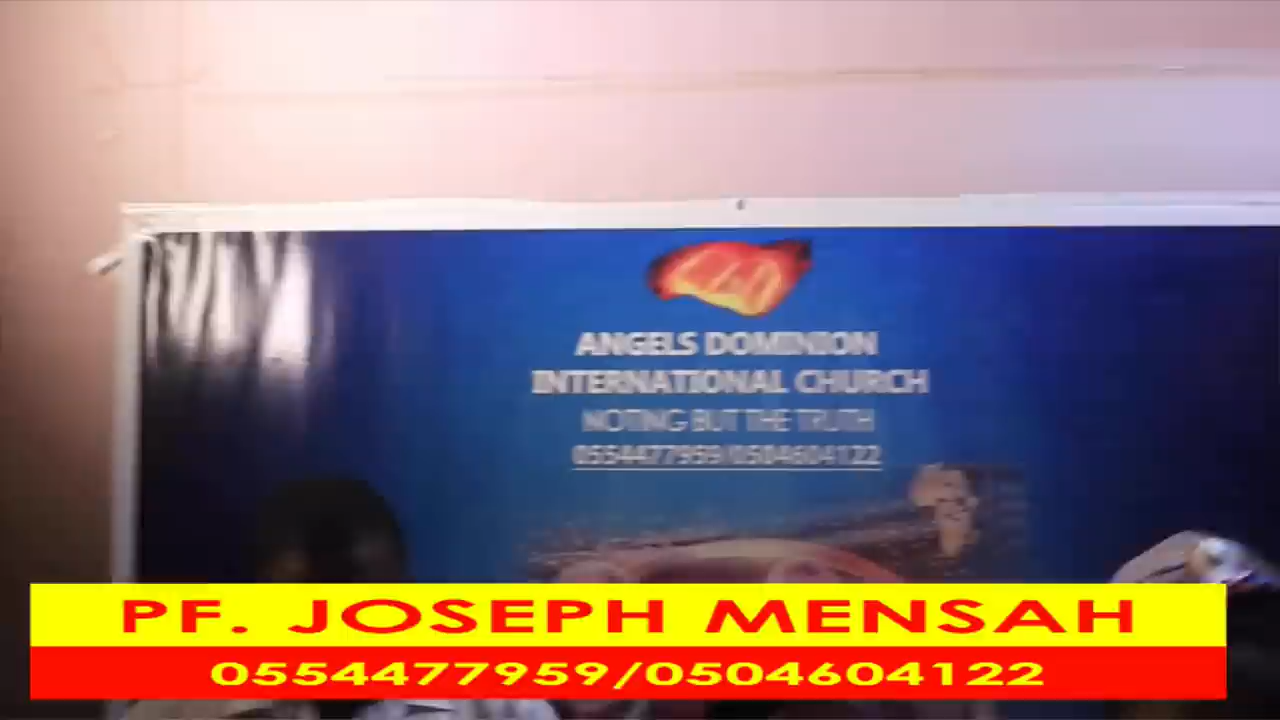 ANGELS DOMINION
INTERNATIONAL CHURCH
NOTING BUT THE TRUTH
0554477959/0504604122
PF. JOSEPH MENSAH
0554477959/0504604122